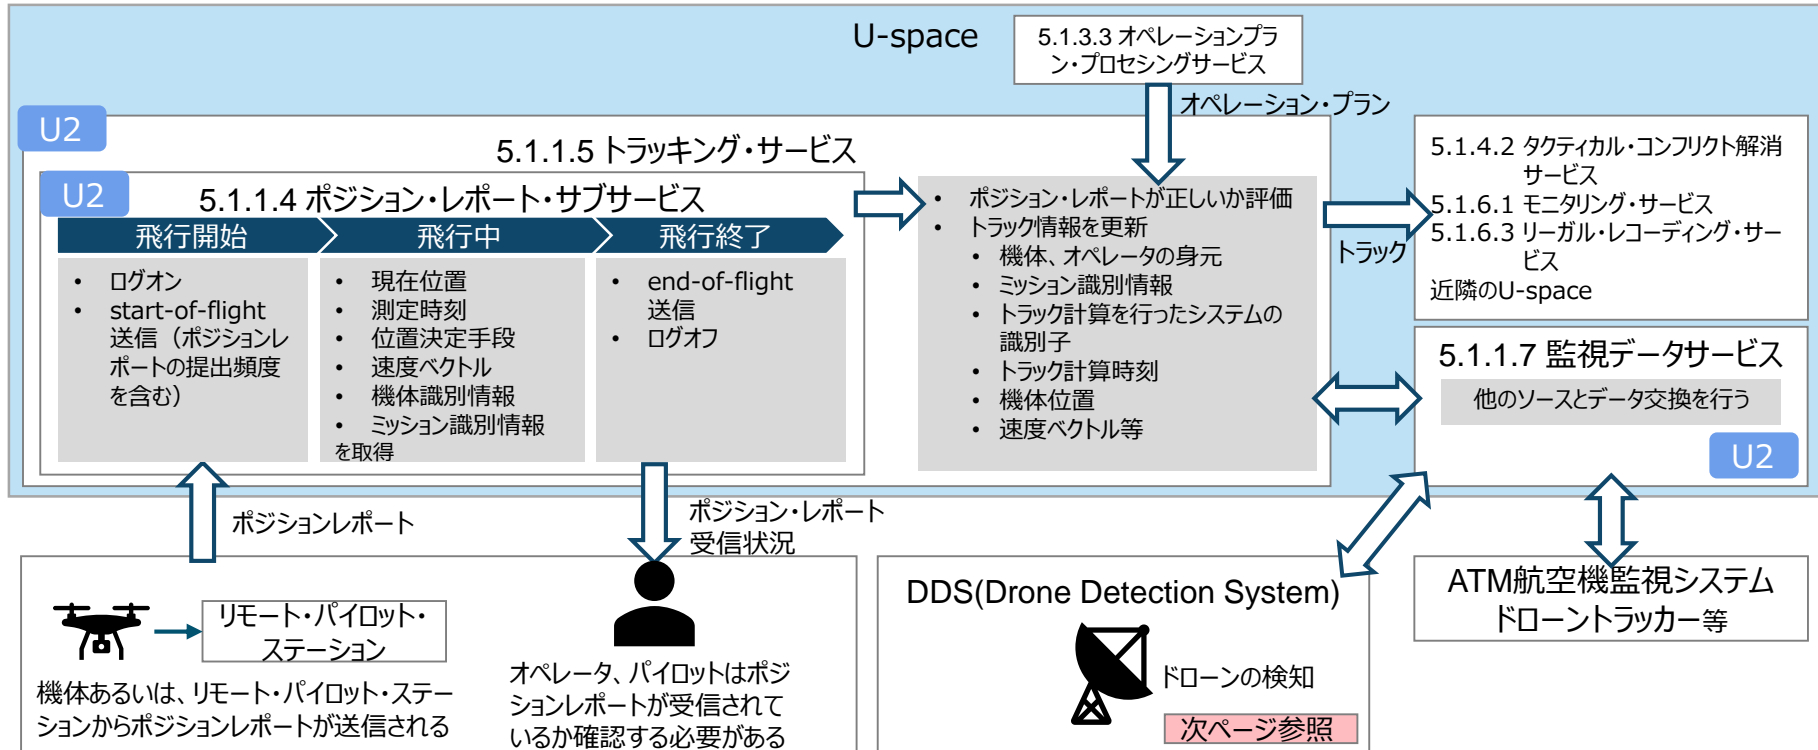 U-space
5.1.3.3 オペレーションプラ
ン・プロセシングサービス
オペレーション・プラン
U2
5.1.1.5 トラッキング・サービス
U2
5.1.1.4 ポジション・レポート・サブサービス
飛行開始
飛行中
飛行終了
• ログオン
• start-of-flight
送信（ポジションレ
ポートの提出頻度
を含む）
• 現在位置
• 測定時刻
• 位置決定手段
• 速度ベクトル
• 機体識別情報
• ミッション識別情報
を取得
• end-of-flight
送信
• ログオフ
• ポジション・レポートが正しいか評価
• トラック情報を更新
• 機体、オペレータの身元
• ミッション識別情報
• トラック計算を行ったシステムの
識別子
• トラック計算時刻
• 機体位置
• 速度ベクトル等
トラック
5.1.4.2 タクティカル・コンフリクト解消
サービス
5.1.6.1 モニタリング・サービス
5.1.6.3 リーガル・レコーディング・サー
ビス
近隣のU-space
5.1.1.7 監視データサービス
他のソースとデータ交換を行う
U2
ポジションレポート
ポジション・レポート
受信状況
リモート・パイロット・
ステーション
機体あるいは、リモート・パイロット・ステー
ションからポジションレポートが送信される
オペレータ、パイロットはポジ
ションレポートが受信されて
いるか確認する必要がある
DDS(Drone Detection System)
ドローンの検知
次ページ参照
ATM航空機監視システム
ドローントラッカー等